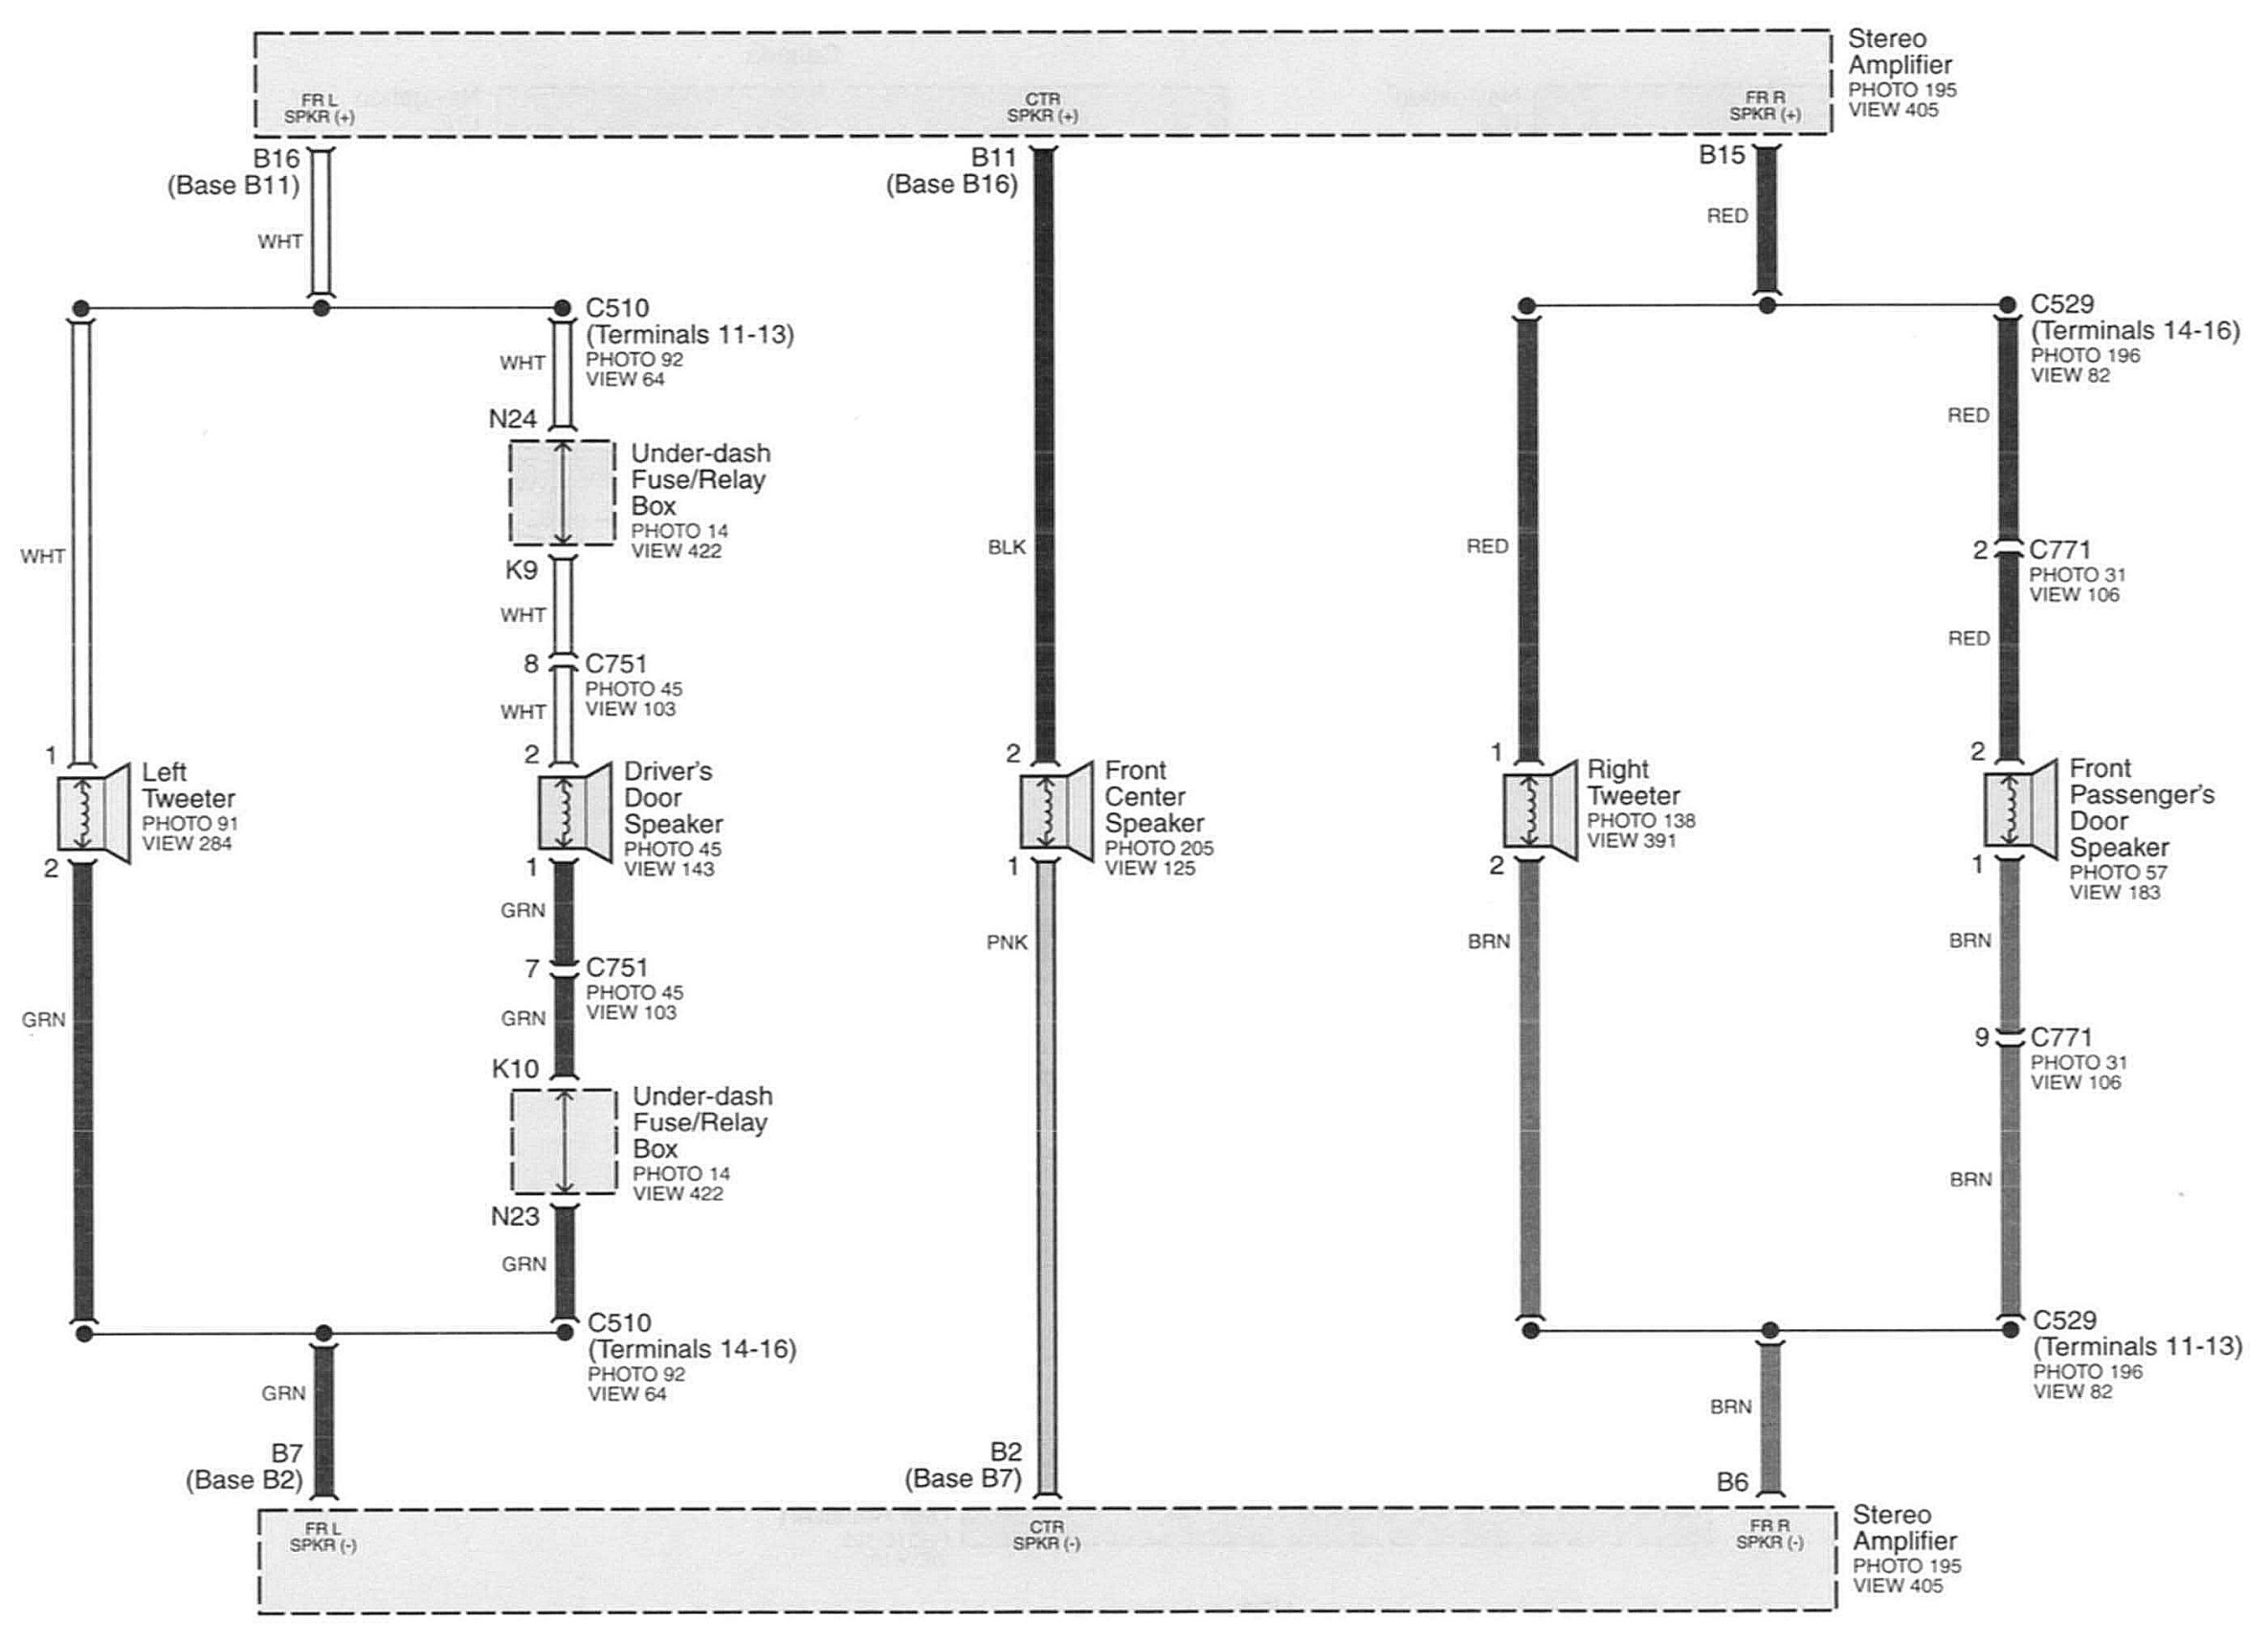 Stereo
Amplifier
PHOTO 195
VIEW 405
FR L
SPKR (+)
CTR
SPKR (+)
FR R
SPKR (+)
B16
(Base B11)
WHT
B11
(Base B16)
B15
RED
C510
(Terminals 11-13)
PHOTO 92
VIEW 64
WHT
N24
Under-dash
Fuse/Relay
Box
PHOTO 14
VIEW 422
K9
WHT
WHT
8
C751
PHOTO 45
VIEW 103
WHT
BLK
C529
(Terminals 14-16)
PHOTO 196
VIEW 82
RED
RED
2
C771
PHOTO 31
VIEW 106
RED
1
Left
Tweeter
PHOTO 91
VIEW 284
2
2
Driver's
Door
Speaker
PHOTO 45
VIEW 143
1
2
Front
Center
Speaker
PHOTO 205
VIEW 125
1
1
Right
Tweeter
PHOTO 138
VIEW 391
2
2
Front
Passenger's
Door
Speaker
PHOTO 57
VIEW 183
1
GRN
GRN
7
C751
PHOTO 45
VIEW 103
GRN
K10
Under-dash
Fuse/Relay
Box
PHOTO 14
VIEW 422
N23
GRN
PNK
BRN
BRN
9
C771
PHOTO 31
VIEW 106
BRN
C510
(Terminals 14-16)
PHOTO 92
VIEW 64
GRN
B7
(Base B2)
B2
(Base B7)
C529
(Terminals 11-13)
PHOTO 196
VIEW 82
BRN
B6
FR L
SPKR (-)
CTR
SPKR (-)
FR R
SPKR (-)
Stereo
Amplifier
PHOTO 195
VIEW 405